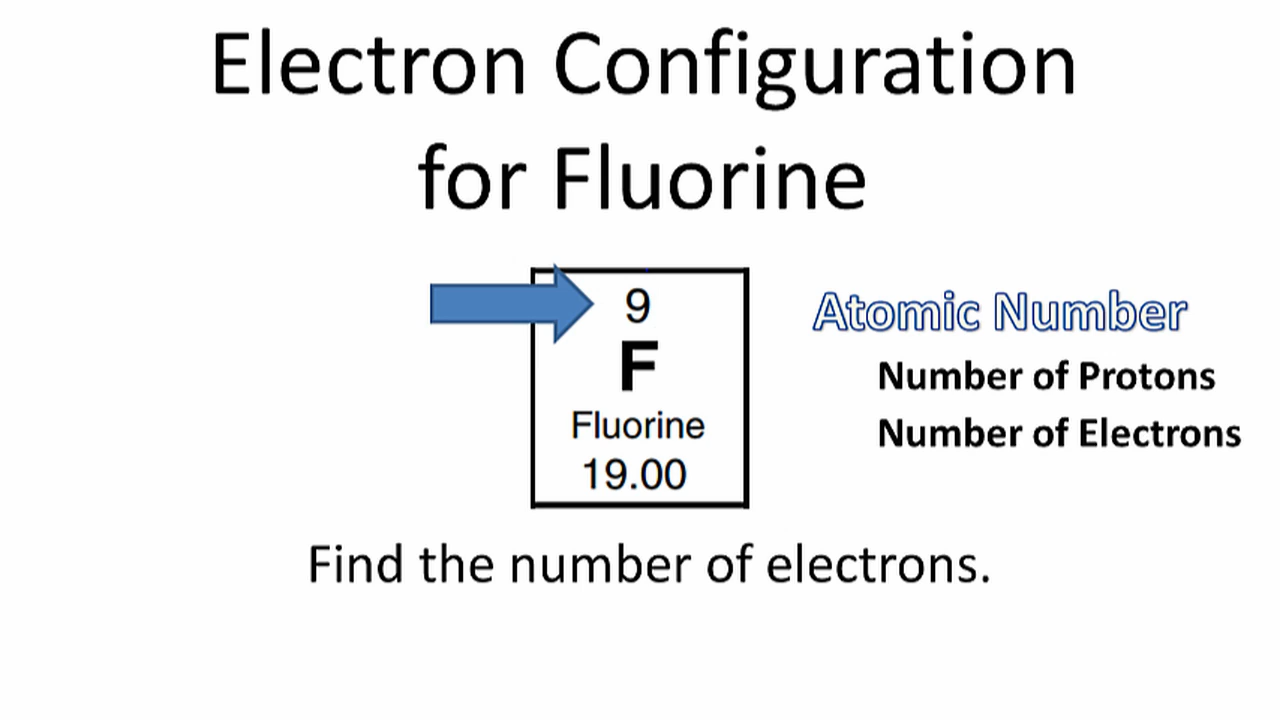 Electron Configuration
for Fluorine
9
F
Fluorine
19.00
Atomic Number
Number of Protons
Number of Electrons
Find the number of electrons.